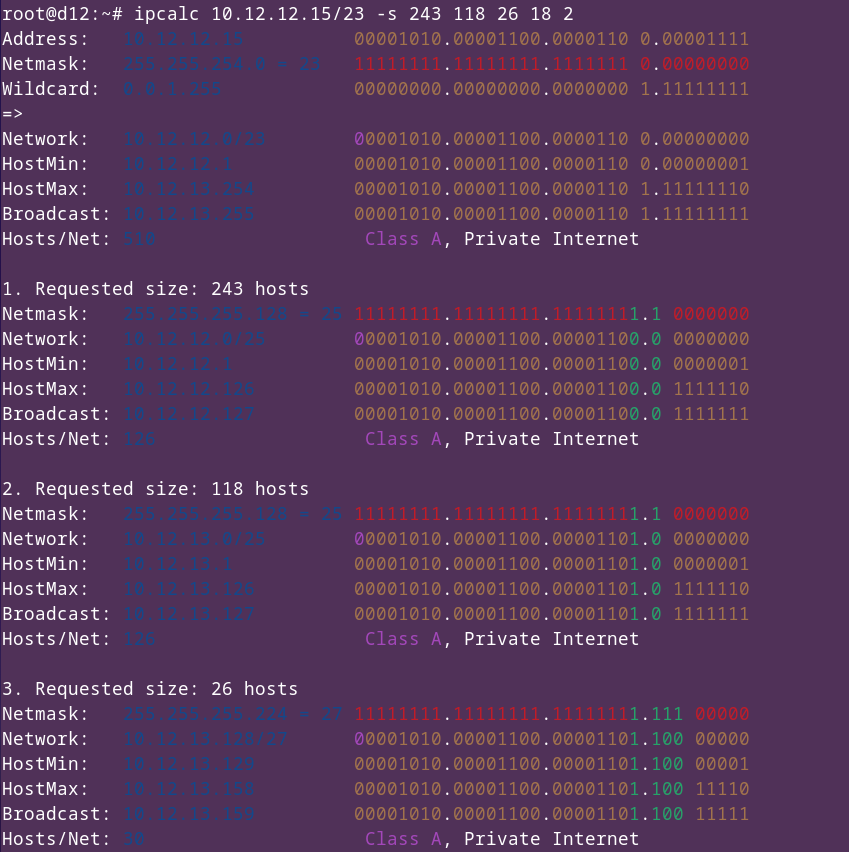 root@d12:~# ipcalc 10.12.12.15/23 -s 243 118 26 18 2
Address: 10.12.12.15 00001010.00001100.0000110 0.00001111
Netmask: 255.255.254.0 = 23 11111111.11111111.1111111 0.00000000
Wildcard: 0.0.1.255 00000000.00000000.0000000 1.11111111
=>
Network: 10.12.12.0/23 00001010.00001100.0000110 0.00000000
HostMin: 10.12.12.1 00001010.00001100.0000110 0.00000001
HostMax: 10.12.13.254 00001010.00001100.0000110 1.11111110
Broadcast: 10.12.13.255 00001010.00001100.0000110 1.11111111
Hosts/Net: 510 Class A, Private Internet
1. Requested size: 243 hosts
Netmask: 255.255.255.128 = 25 11111111.11111111.11111111.1 0000000
Network: 10.12.12.0/25 00001010.00001100.00001100.0 0000000
HostMin: 10.12.12.1 00001010.00001100.00001100.0 0000001
HostMax: 10.12.12.126 00001010.00001100.00001100.0 1111110
Broadcast: 10.12.12.127 00001010.00001100.00001100.0 1111111
Hosts/Net: 126 Class A, Private Internet
2. Requested size: 118 hosts
Netmask: 255.255.255.128 = 25 11111111.11111111.11111111.1 0000000
Network: 10.12.13.0/25 00001010.00001100.00001101.0 0000000
HostMin: 10.12.13.1 00001010.00001100.00001101.0 0000001
HostMax: 10.12.13.126 00001010.00001100.00001101.0 1111110
Broadcast: 10.12.13.127 00001010.00001100.00001101.0 1111111
Hosts/Net: 126 Class A, Private Internet
3. Requested size: 26 hosts
Netmask: 255.255.255.224 = 27 11111111.11111111.11111111.111 00000
Network: 10.12.13.128/27 00001010.00001100.00001101.100 00000
HostMin: 10.12.13.129 00001010.00001100.00001101.100 00001
HostMax: 10.12.13.158 00001010.00001100.00001101.100 11110
Broadcast: 10.12.13.159 00001010.00001100.00001101.100 11111
Hosts/Net: 30 Class A, Private Internet